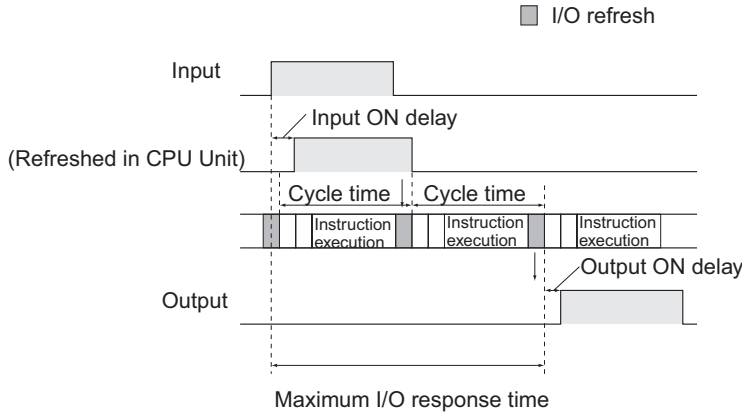 I/O refresh
Input
Input ON delay
(Refreshed in CPU Unit)
Cycle time
Cycle time
Instruction
execution
Instruction
execution
Instruction
execution
Output ON delay
Output
Maximum I/O response time